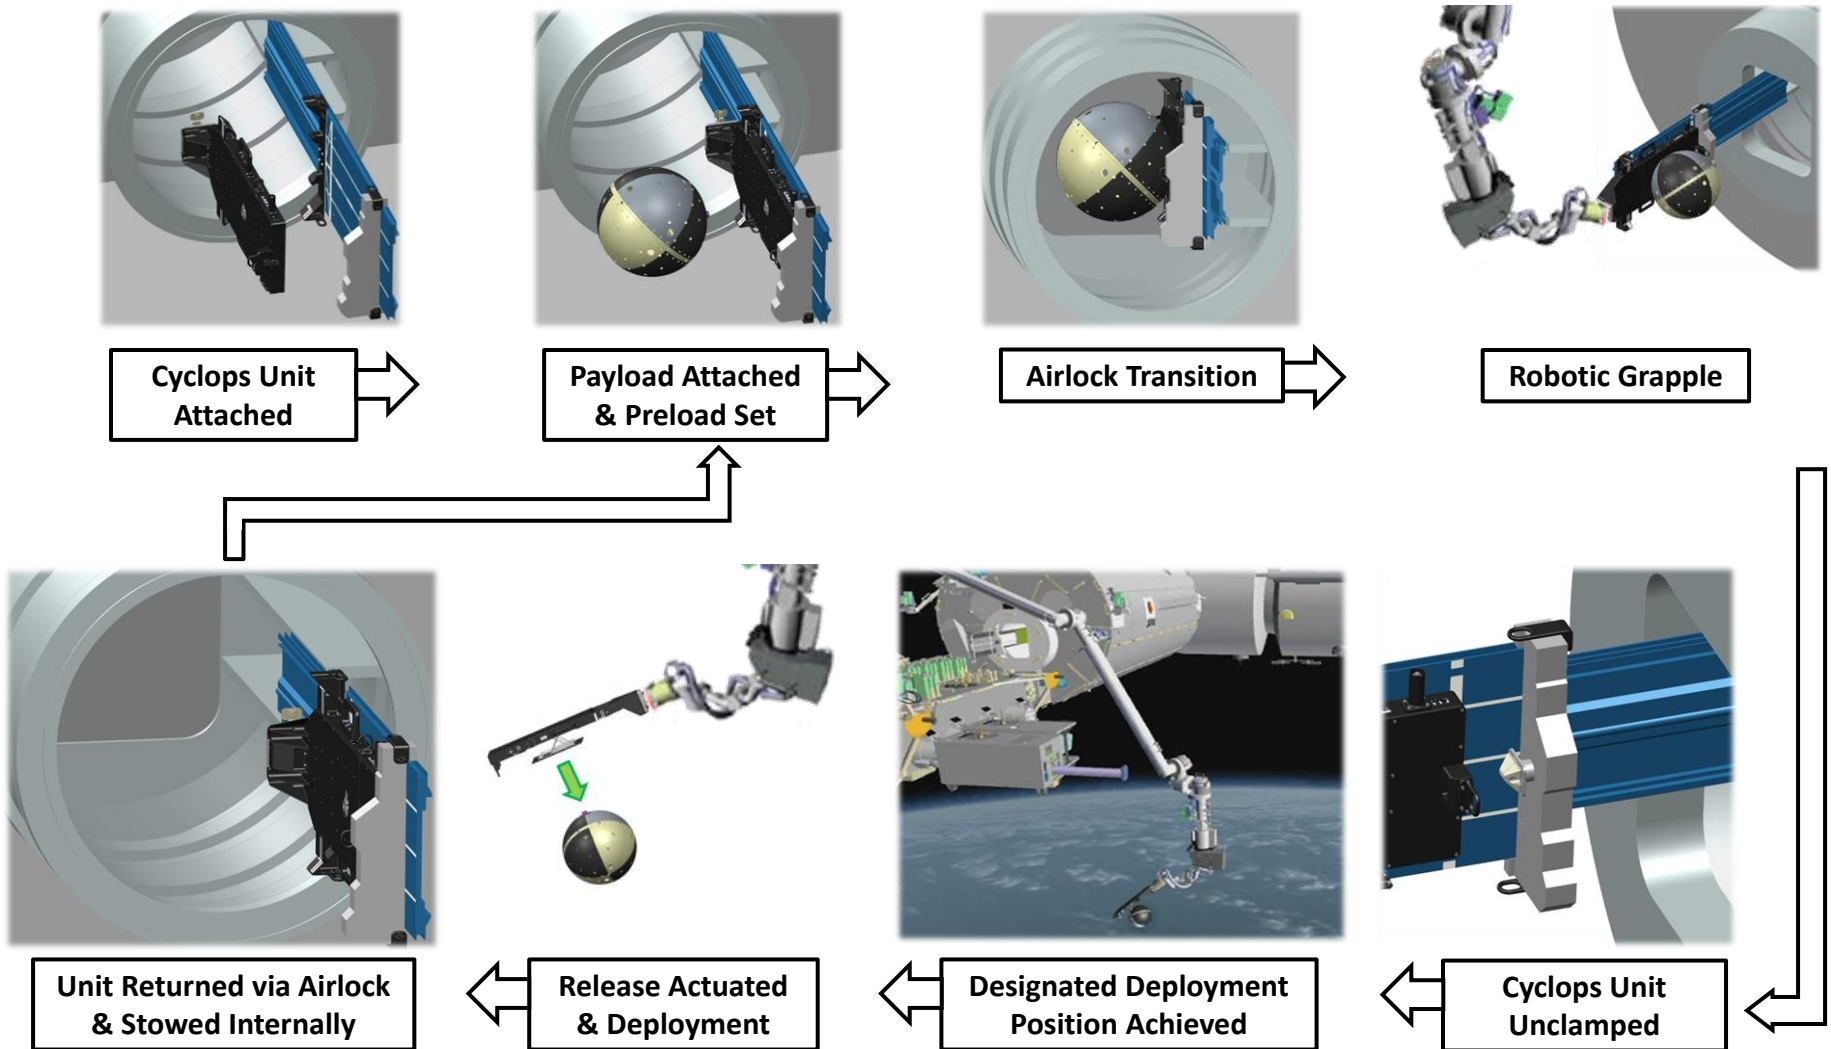 Cyclops Unit
Attached
Payload Attached
& Preload Set
Airlock Transition
Robotic Grapple
Unit Returned via Airlock
& Stowed Internally
Release Actuated
& Deployment
Designated Deployment
Position Achieved
Cyclops Unit
Unclamped